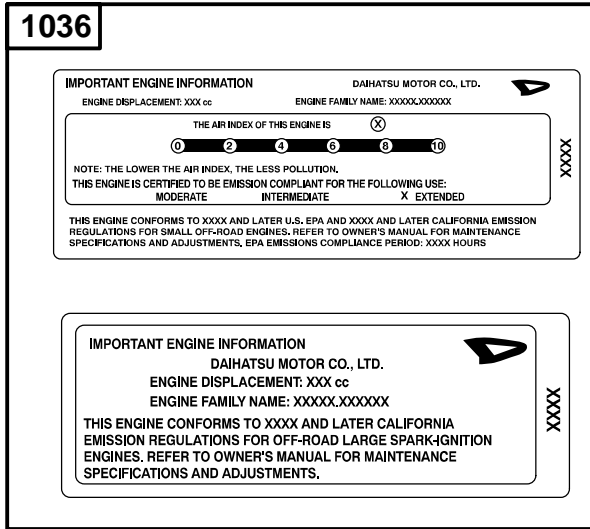 1036
IMPORTANT ENGINE INFORMATION DAIHATSU MOTOR CO., LTD.
ENGINE DISPLACEMENT: XXX cc ENGINE FAMILY NAME: XXXXX.XXXXXX
THE AIR INDEX OF THIS ENGINE IS X
0 2 4 6 8 10
NOTE: THE LOWER THE AIR INDEX, THE LESS POLLUTION.
THIS ENGINE IS CERTIFIED TO BE EMISSION COMPLIANT FOR THE FOLLOWING USE:
MODERATE INTERMEDIATE X EXTENDED
THIS ENGINE CONFORMS TO XXXX AND LATER U.S. EPA AND XXXX AND LATER CALIFORNIA EMISSION
REGULATIONS FOR SMALL OFF-ROAD ENGINES. REFER TO OWNER'S MANUAL FOR MAINTENANCE
SPECIFICATIONS AND ADJUSTMENTS. EPA EMISSIONS COMPLIANCE PERIOD: XXXX HOURS
XXXX
IMPORTANT ENGINE INFORMATION
DAIHATSU MOTOR CO., LTD.
ENGINE DISPLACEMENT: XXX cc
ENGINE FAMILY NAME: XXXXX.XXXXXX
THIS ENGINE CONFORMS TO XXXX AND LATER CALIFORNIA
EMISSION REGULATIONS FOR OFF-ROAD LARGE SPARK-IGNITION
ENGINES. REFER TO OWNER'S MANUAL FOR MAINTENANCE
SPECIFICATIONS AND ADJUSTMENTS.
XXXX